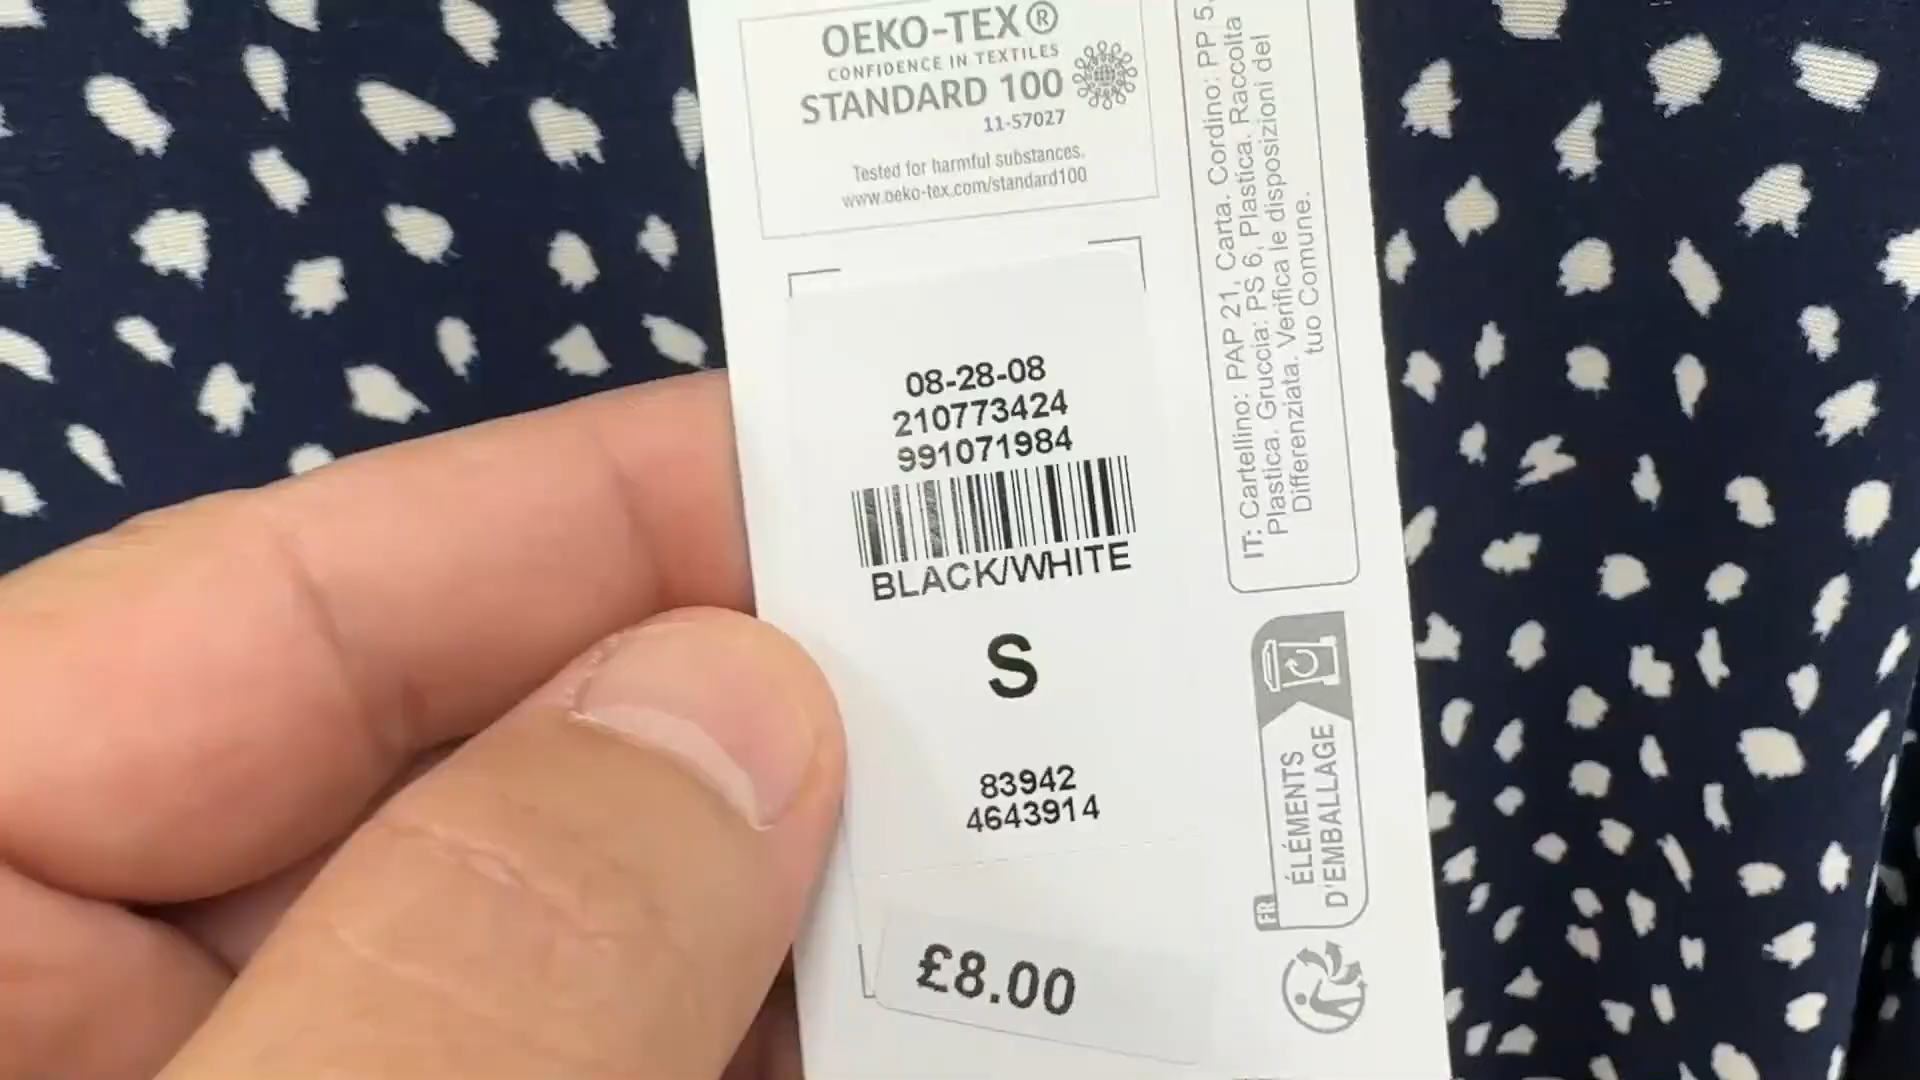 OEKO-TEX®
CONFIDENCE IN TEXTILES
STANDARD 100
11-57027
Tested for harmful substances.
www.oeko-tex.com/standard100
08-28-08
210773424
991071984
BLACK/WHITE
S
83942
4643914
£8.00
IT: Cartellino: PAP 21, Carta. Cordino: PP 5,
Plastica. Gruccia: PS 6, Plastica. Raccolta
Differenziata. Verifica le disposizioni del
tuo Comune.
FR
ÉLÉMENTS
D'EMBALLAGE